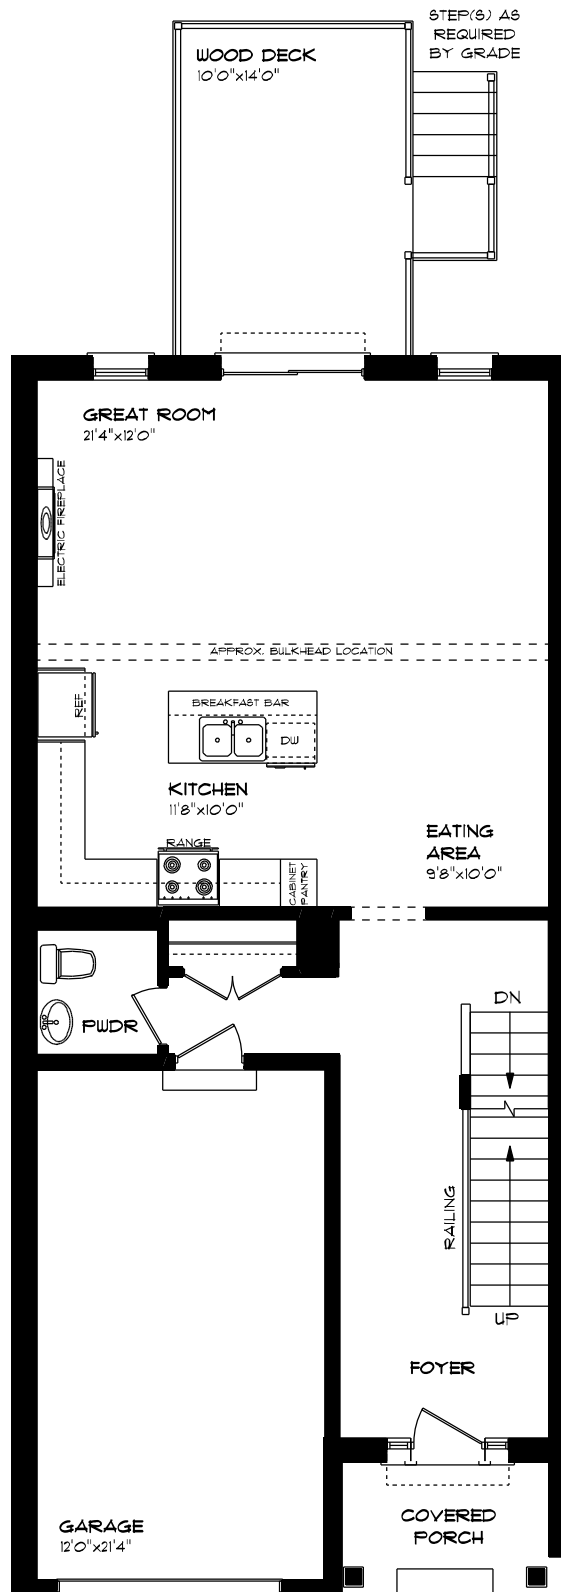 STEP(S) AS
REQUIRED
BY GRADE
WOOD DECK
10'0"x14'0"
GREAT ROOM
21'4"x12'0"
ELECTRIC FIREPLACE
APPROX. BULKHEAD LOCATION
REF
BREAKFAST BAR
DW
KITCHEN
11'8"x10'0"
RANGE
CABINET
PANTRY
EATING
AREA
9'8"x10'0"
PWDR
DN
RAILING
UP
FOYER
GARAGE
12'0"x21'4"
COVERED
PORCH